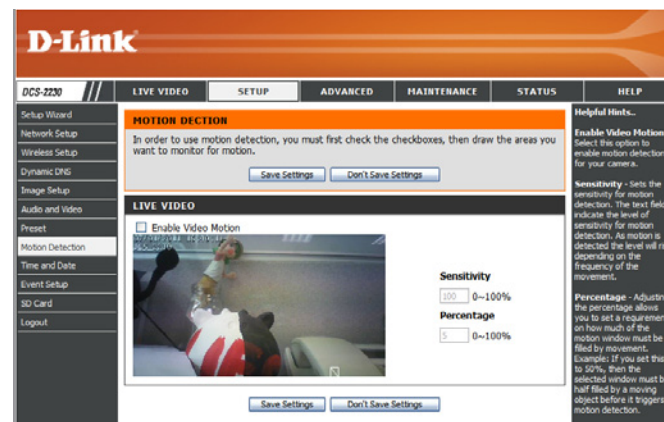 D-Link
DCS-2230
LIVE VIDEO
SETUP
ADVANCED
MAINTENANCE
STATUS
HELP
Setup Wizard
Network Setup
Wireless Setup
Dynamic DNS
Image Setup
Audio and Video
Preset
Motion Detection
Time and Date
Event Setup
SD Card
Logout
MOTION DECTION
In order to use motion detection, you must first check the checkboxes, then draw the areas you
want to monitor for motion.
Save Settings
Don't Save Settings
LIVE VIDEO
Enable Video Motion
Sensitivity
100 0~100%
Percentage
5 0~100%
Save Settings
Don't Save Settings
Helpful Hints..
Enable Video Motion
Select this option to
enable motion detection
for your camera.
Sensitivity - Sets the
sensitivity for motion
detection. The text field
indicate the level of
sensitivity for motion
detection. As motion is
detected the level will
depending on the
frequency of the
movement.
Percentage -
the percentage allows
you to set a
on how much of the
motion window must be
filled by movement.
Example: If you set this
to 50%, then the
selected window must
half filled by a moving
object before it triggers
motion detection.